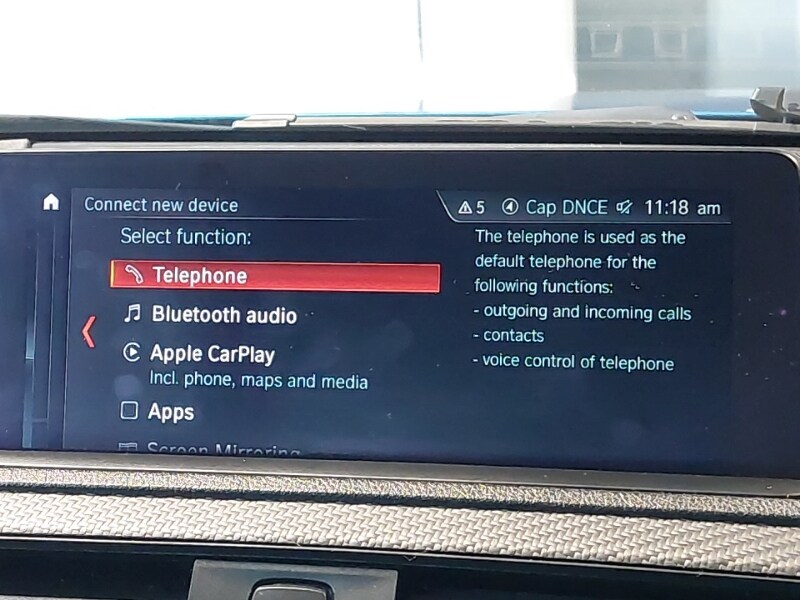 Connect new device
5 Cap DNCE 11:18 am
Select function:
Telephone
Bluetooth audio
Apple CarPlay
Incl. phone, maps and media
Apps
Screen Mirroring
The telephone is used as the
default telephone for the
following functions:
- outgoing and incoming calls
- contacts
- voice control of telephone